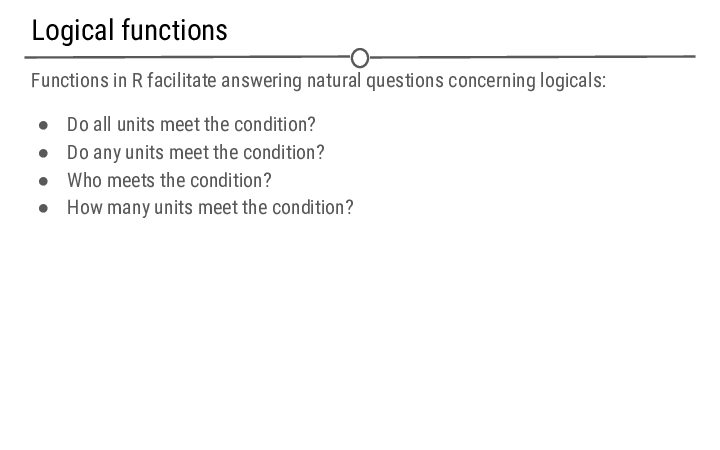 Logical functions
Functions in R facilitate answering natural questions concerning logicals:
● Do all units meet the condition?
● Do any units meet the condition?
● Who meets the condition?
● How many units meet the condition?